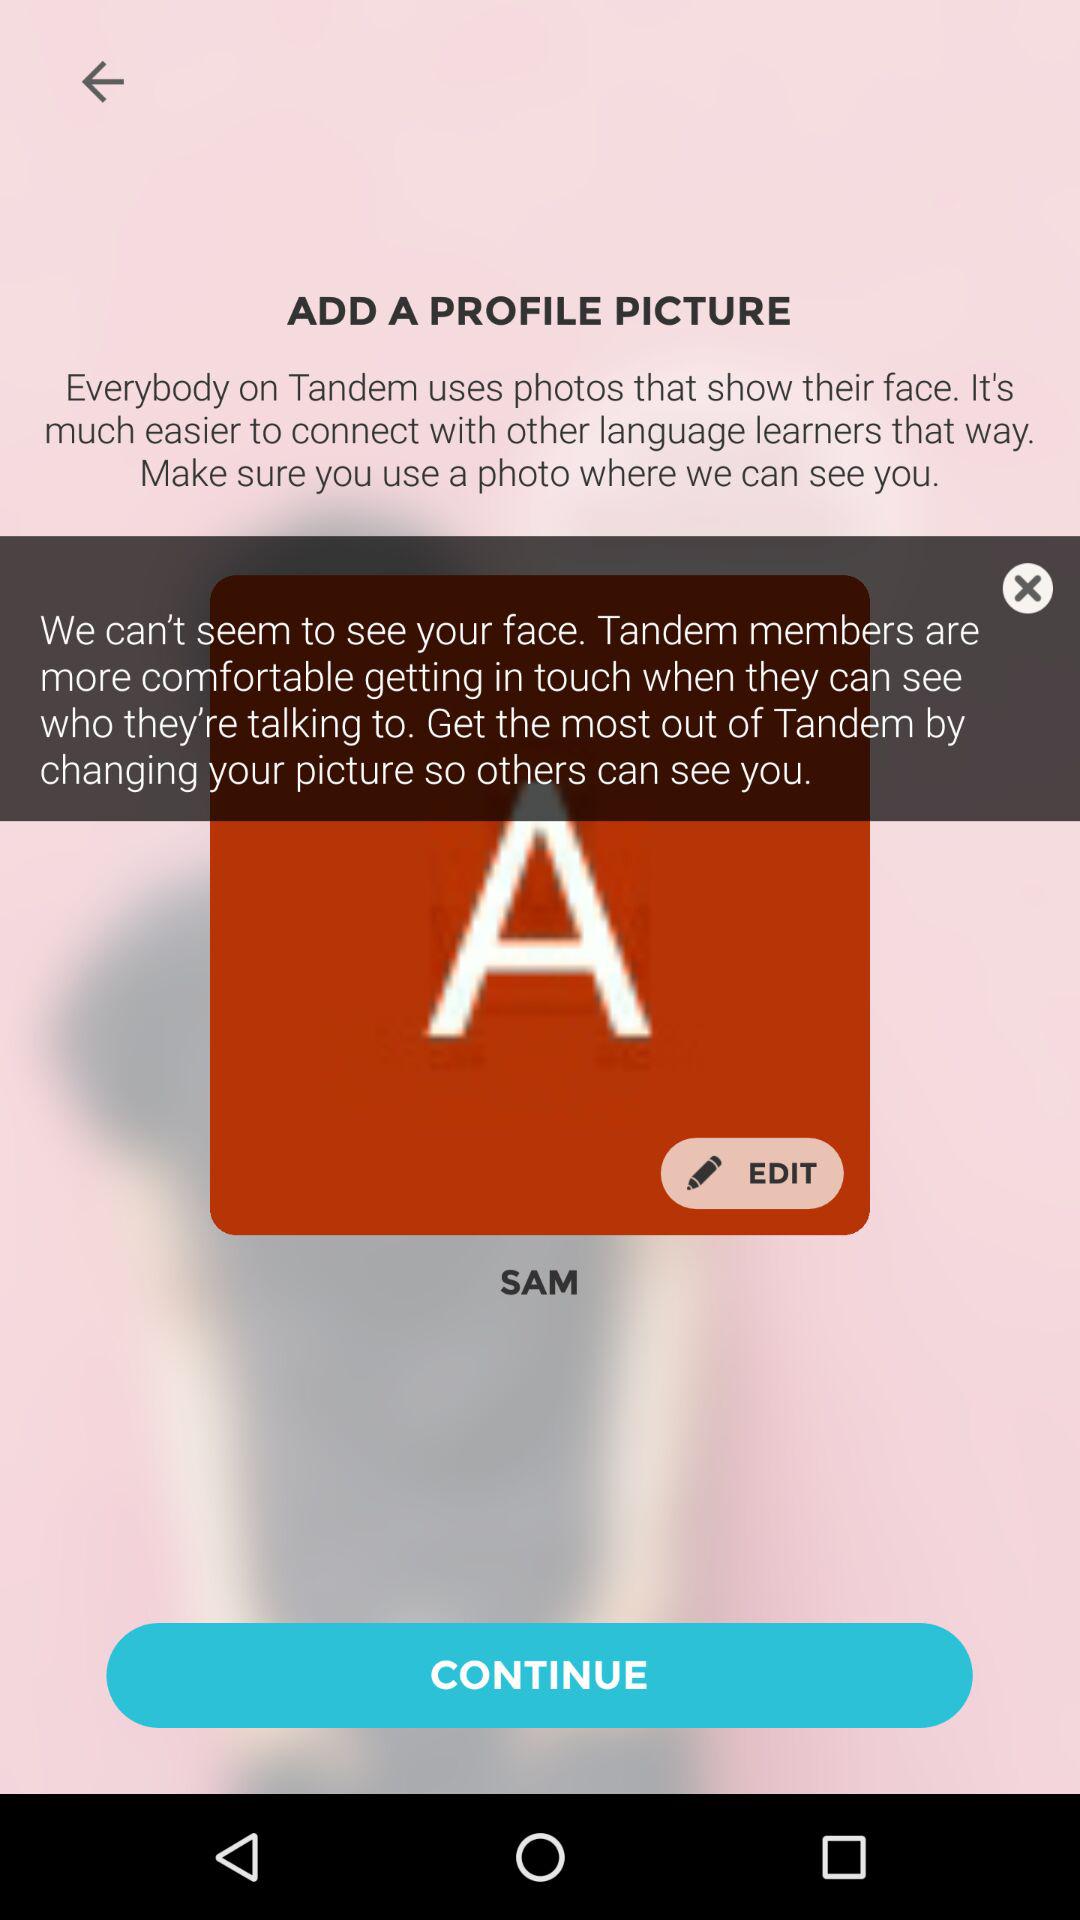 ADD A PROFILE PICTURE
Everybody on Tandem uses photos that show their face. It's
much easier to connect with other language learners that way.
Make sure you use a photo where we can see you.
We can’t seem to see your face. Tandem members are
more comfortable getting in touch when they can see
who they’re talking to. Get the most out of Tandem by
changing your picture so others can see you.
A
EDIT
SAM
CONTINUE